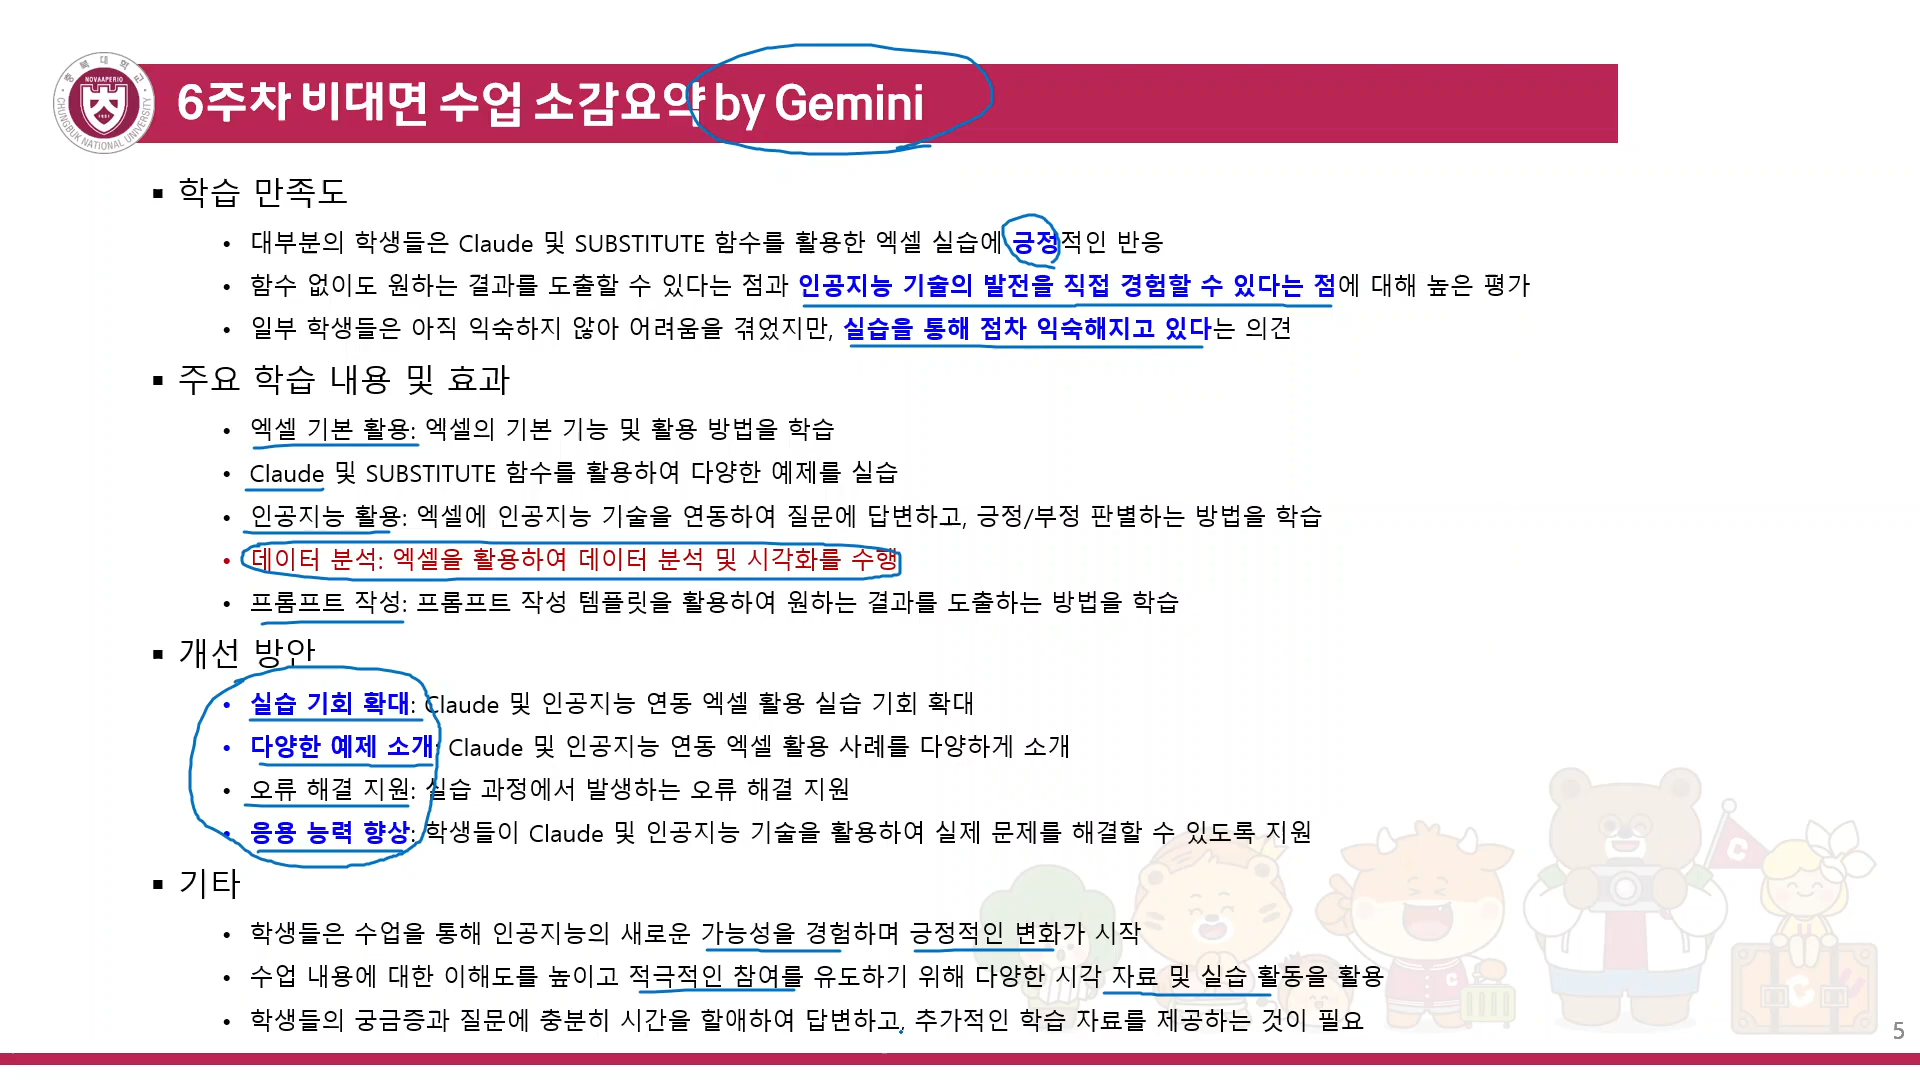 충북대학교
NOVAAPERIO
1951
CHUNGBUK NATIONAL UNIVERSITY
6주차 비대면 수업 소감요약 by Gemini
▪ 학습 만족도
• 대부분의 학생들은 Claude 및 SUBSTITUTE 함수를 활용한 엑셀 실습에 긍정적인 반응
• 함수 없이도 원하는 결과를 도출할 수 있다는 점과 인공지능 기술의 발전을 직접 경험할 수 있다는 점에 대해 높은 평가
• 일부 학생들은 아직 익숙하지 않아 어려움을 겪었지만, 실습을 통해 점차 익숙해지고 있다는 의견
▪ 주요 학습 내용 및 효과
• 엑셀 기본 활용: 엑셀의 기본 기능 및 활용 방법을 학습
• Claude 및 SUBSTITUTE 함수를 활용하여 다양한 예제를 실습
• 인공지능 활용: 엑셀에 인공지능 기술을 연동하여 질문에 답변하고, 긍정/부정 판별하는 방법을 학습
• 데이터 분석: 엑셀을 활용하여 데이터 분석 및 시각화를 수행
• 프롬프트 작성: 프롬프트 작성 템플릿을 활용하여 원하는 결과를 도출하는 방법을 학습
▪ 개선 방안
• 실습 기회 확대: Claude 및 인공지능 연동 엑셀 활용 실습 기회 확대
• 다양한 예제 소개: Claude 및 인공지능 연동 엑셀 활용 사례를 다양하게 소개
• 오류 해결 지원: 실습 과정에서 발생하는 오류 해결 지원
• 응용 능력 향상: 학생들이 Claude 및 인공지능 기술을 활용하여 실제 문제를 해결할 수 있도록 지원
▪ 기타
• 학생들은 수업을 통해 인공지능의 새로운 가능성을 경험하며 긍정적인 변화가 시작
• 수업 내용에 대한 이해도를 높이고 적극적인 참여를 유도하기 위해 다양한 시각 자료 및 실습 활동을 활용
• 학생들의 궁금증과 질문에 충분히 시간을 할애하여 답변하고, 추가적인 학습 자료를 제공하는 것이 필요
5